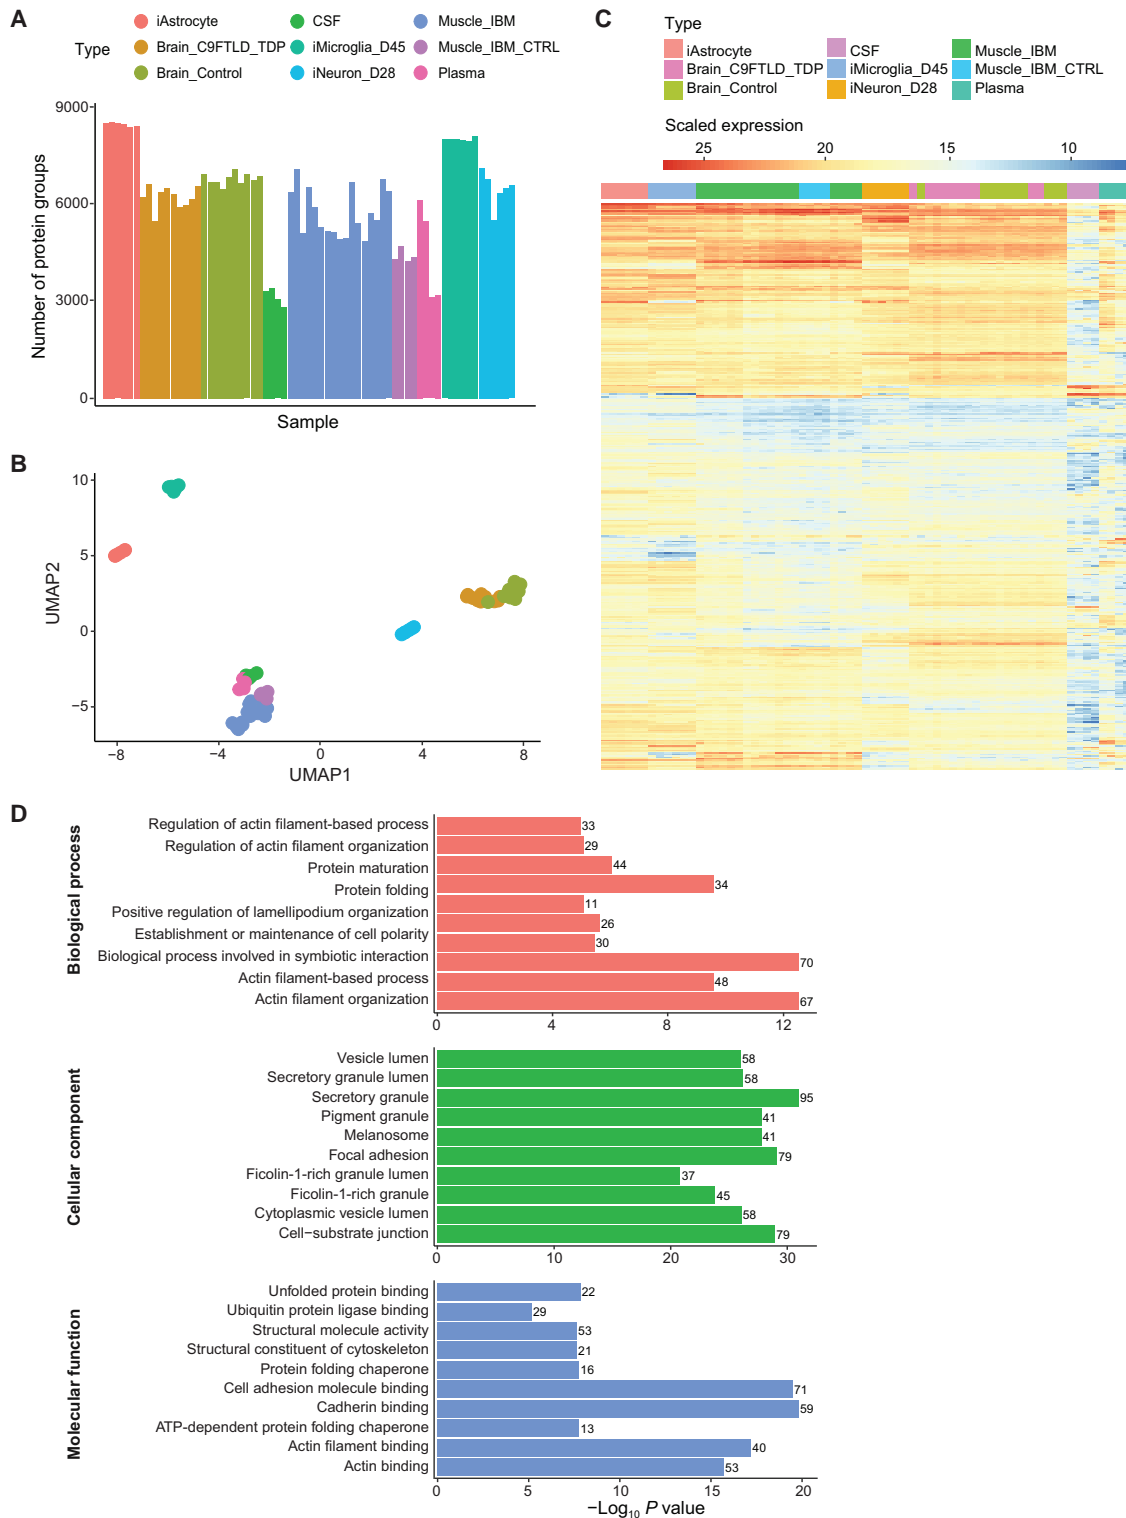 A
Type
iAstrocyte
Brain_C9FTLD_TDP
Brain_Control
CSF
iMicroglia_D45
iNeuron_D28
Muscle_IBM
Muscle_IBM_CTRL
Plasma
Number of protein groups
9000
6000
3000
0
Sample
B
UMAP2
10
5
0
−5
−8
−4
0
4
8
UMAP1
C
Type
iAstrocyte
Brain_C9FTLD_TDP
Brain_Control
CSF
iMicroglia_D45
iNeuron_D28
Muscle_IBM
Muscle_IBM_CTRL
Plasma
Scaled expression
25
20
15
10
D
Biological process
Regulation of actin filament-based process 33
Regulation of actin filament organization 29
Protein maturation 44
Protein folding 34
Positive regulation of lamellipodium organization 11
Establishment or maintenance of cell polarity 26
30
Biological process involved in symbiotic interaction 70
Actin filament-based process 48
Actin filament organization 67
0 4 8 12
Cellular component
Vesicle lumen 58
Secretory granule lumen 58
Secretory granule 95
Pigment granule 41
Melanosome 41
Focal adhesion 79
Ficolin-1-rich granule lumen 37
Ficolin-1-rich granule 45
Cytoplasmic vesicle lumen 58
Cell−substrate junction 79
0 10 20 30
Molecular function
Unfolded protein binding 22
Ubiquitin protein ligase binding 29
Structural molecule activity 53
Structural constituent of cytoskeleton 21
Protein folding chaperone 16
Cell adhesion molecule binding 71
Cadherin binding 59
ATP-dependent protein folding chaperone 13
Actin filament binding 40
Actin binding 53
0 5 10 15 20
−Log10 P value